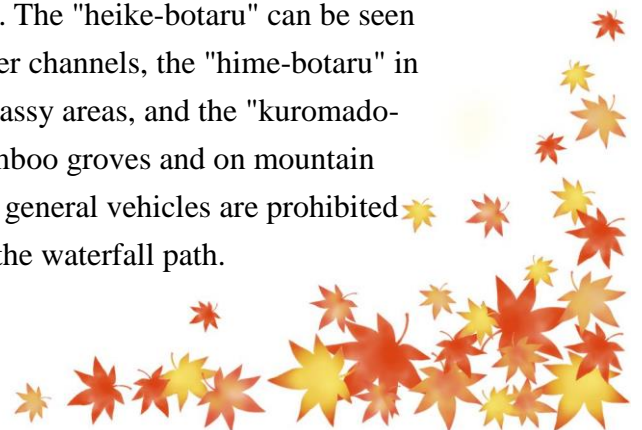 . The "heike-botaru" can be seen
er channels, the "hime-botaru" in
assy areas, and the "kuromado-
mboo groves and on mountain
general vehicles are prohibited
the waterfall path.